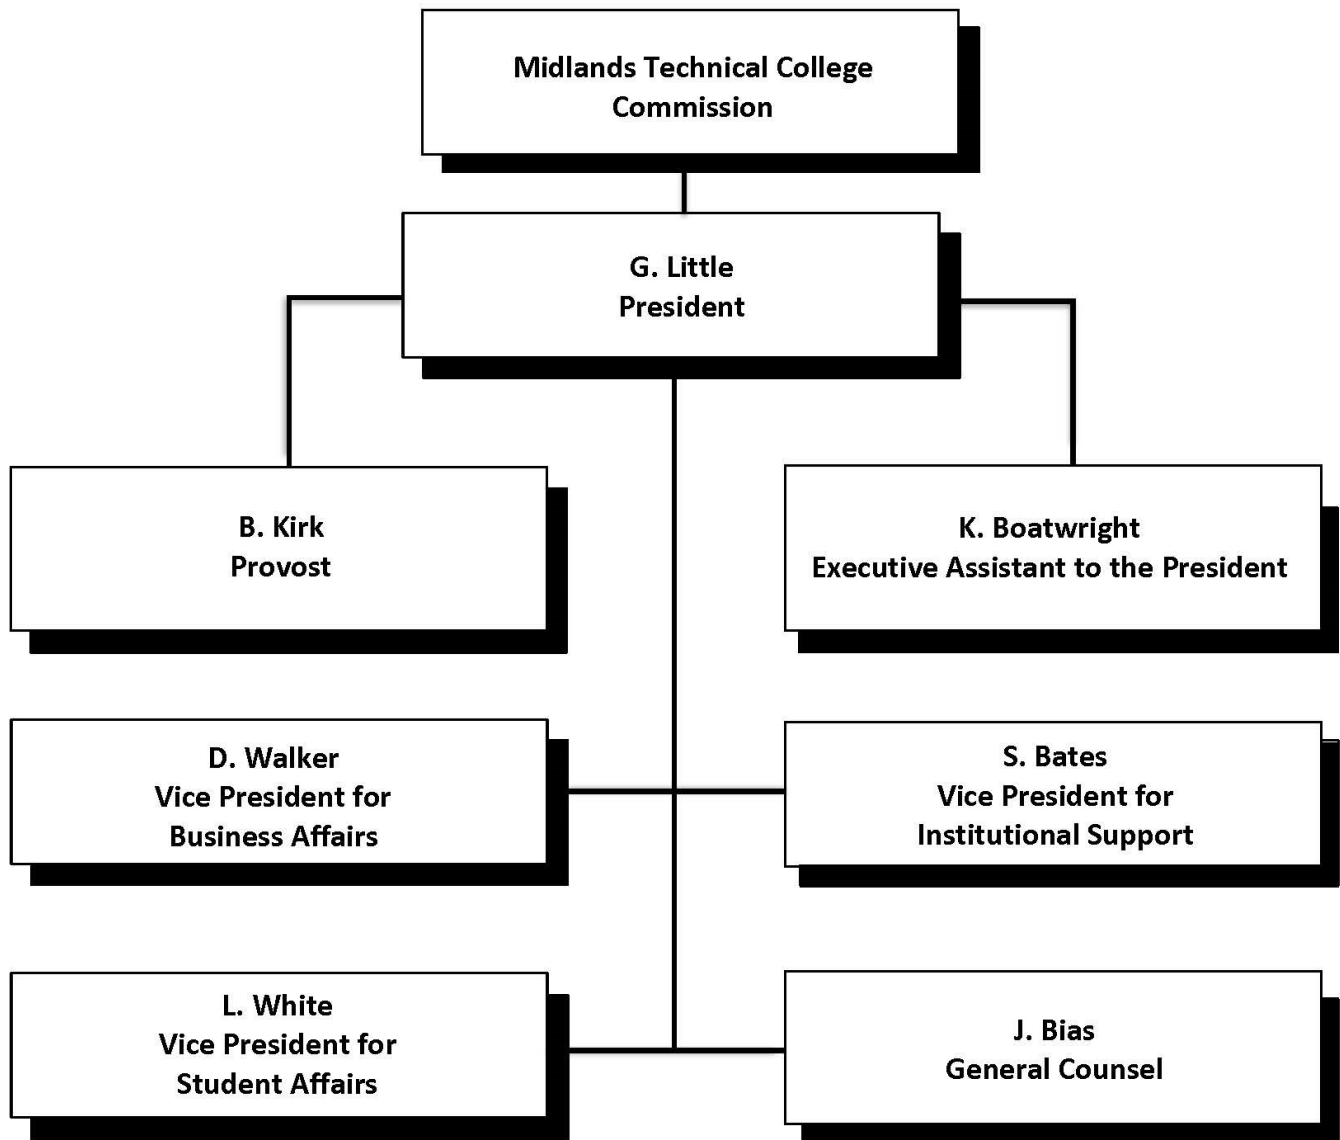 Midlands Technical College
Commission
G. Little
President
B. Kirk
Provost
K. Boatwright
Executive Assistant to the President
D. Walker
Vice President for
Business Affairs
S. Bates
Vice President for
Institutional Support
L. White
Vice President for
Student Affairs
J. Bias
General Counsel